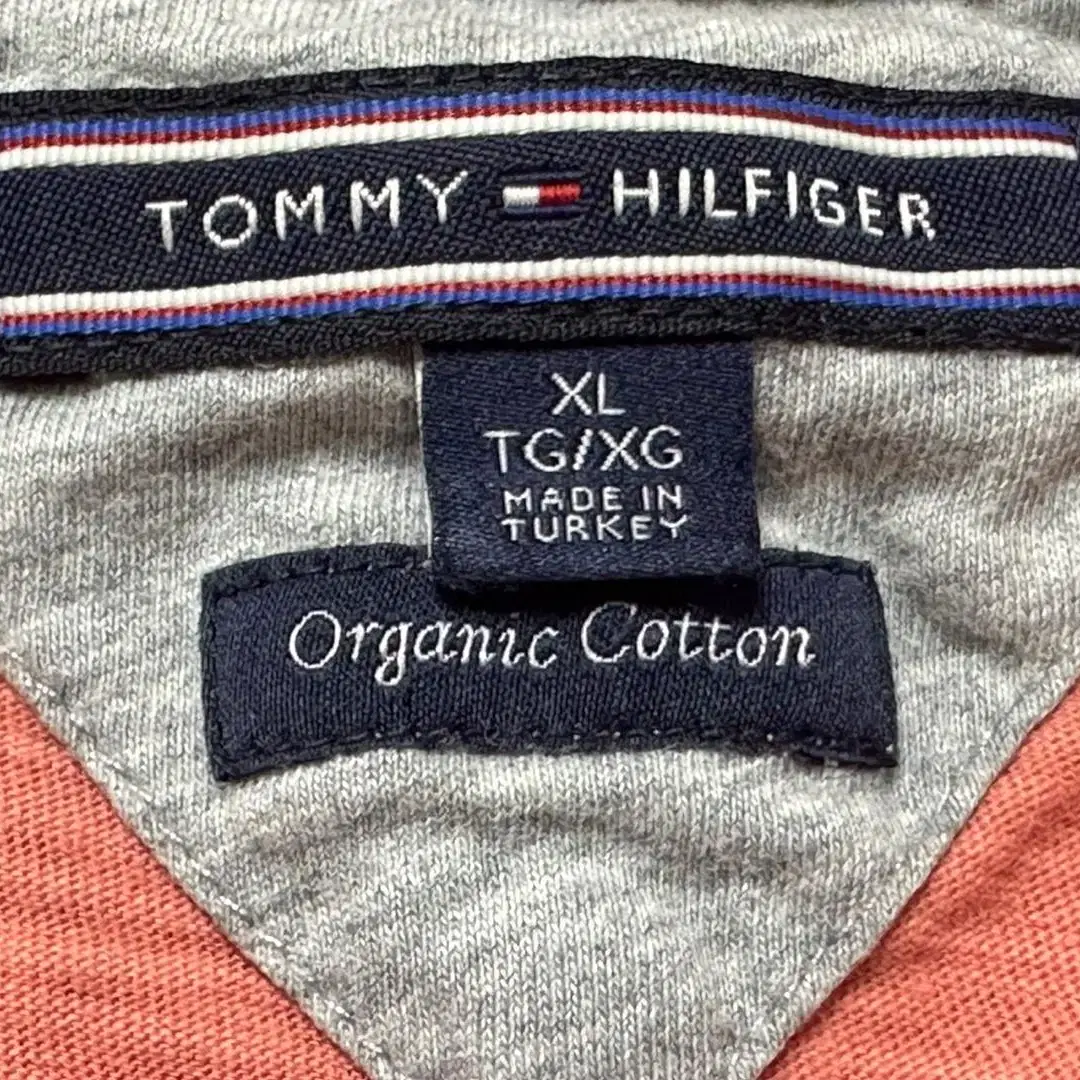 TOMMY HILFIGER
XL
TG/XG
MADE IN
TURKEY
Organic Cotton